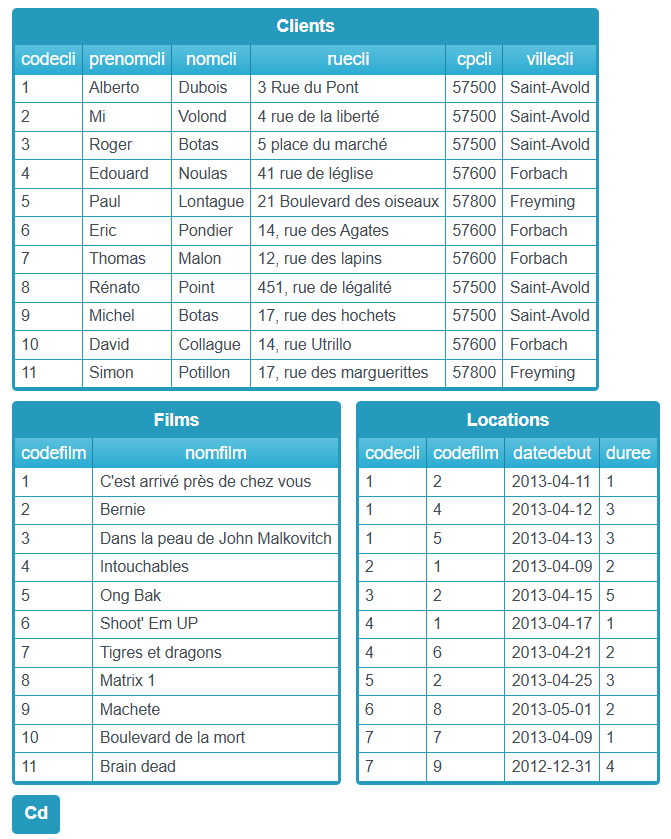 Clients
codecli prenomcli nomcli ruecli cpcli villecli
1 Alberto Dubois 3 Rue du Pont 57500 Saint-Avold
2 Mi Volond 4 rue de la liberté 57500 Saint-Avold
3 Roger Botas 5 place du marché 57500 Saint-Avold
4 Edouard Noulas 41 rue de léglise 57600 Forbach
5 Paul Lontague 21 Boulevard des oiseaux 57800 Freyming
6 Eric Pondier 14, rue des Agates 57600 Forbach
7 Thomas Malon 12, rue des lapins 57600 Forbach
8 Rénato Point 451, rue de légalité 57500 Saint-Avold
9 Michel Botas 17, rue des hochets 57500 Saint-Avold
10 David Collague 14, rue Utrillo 57600 Forbach
11 Simon Potillon 17, rue des marguerittes 57800 Freyming
Films
codefilm nomfilm
1 C'est arrivé près de chez vous
2 Bernie
3 Dans la peau de John Malkovitch
4 Intouchables
5 Ong Bak
6 Shoot' Em UP
7 Tigres et dragons
8 Matrix 1
9 Machete
10 Boulevard de la mort
11 Brain dead
Locations
codecli codefilm datedebut duree
1 2 2013-04-11 1
1 4 2013-04-12 3
1 5 2013-04-13 3
2 1 2013-04-09 2
3 2 2013-04-15 5
4 1 2013-04-17 1
4 6 2013-04-21 2
5 2 2013-04-25 3
6 8 2013-05-01 2
7 7 2013-04-09 1
7 9 2012-12-31 4
Cd